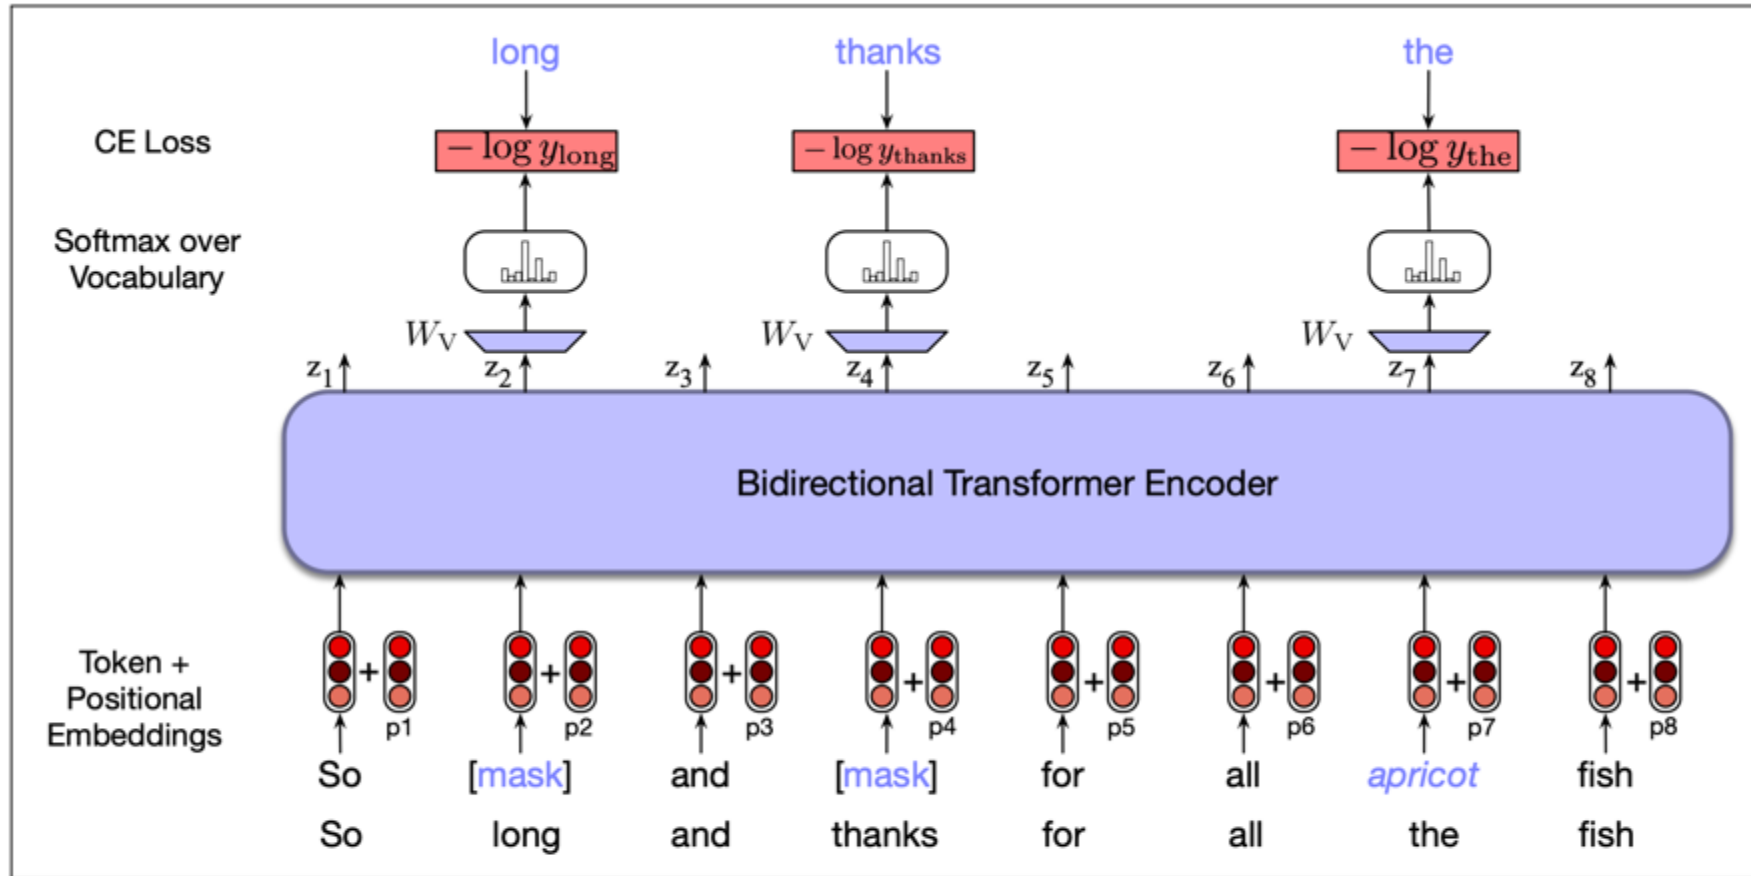 long thanks the
CE Loss − log y_long − log y_thanks − log y_the
Softmax over
Vocabulary
W_V W_V W_V
z_1 z_2 z_3 z_4 z_5 z_6 z_7 z_8
Bidirectional Transformer Encoder
Token +
Positional
Embeddings
+ + + + + + + +
p1 p2 p3 p4 p5 p6 p7 p8
So [mask] and [mask] for all apricot fish
So long and thanks for all the fish